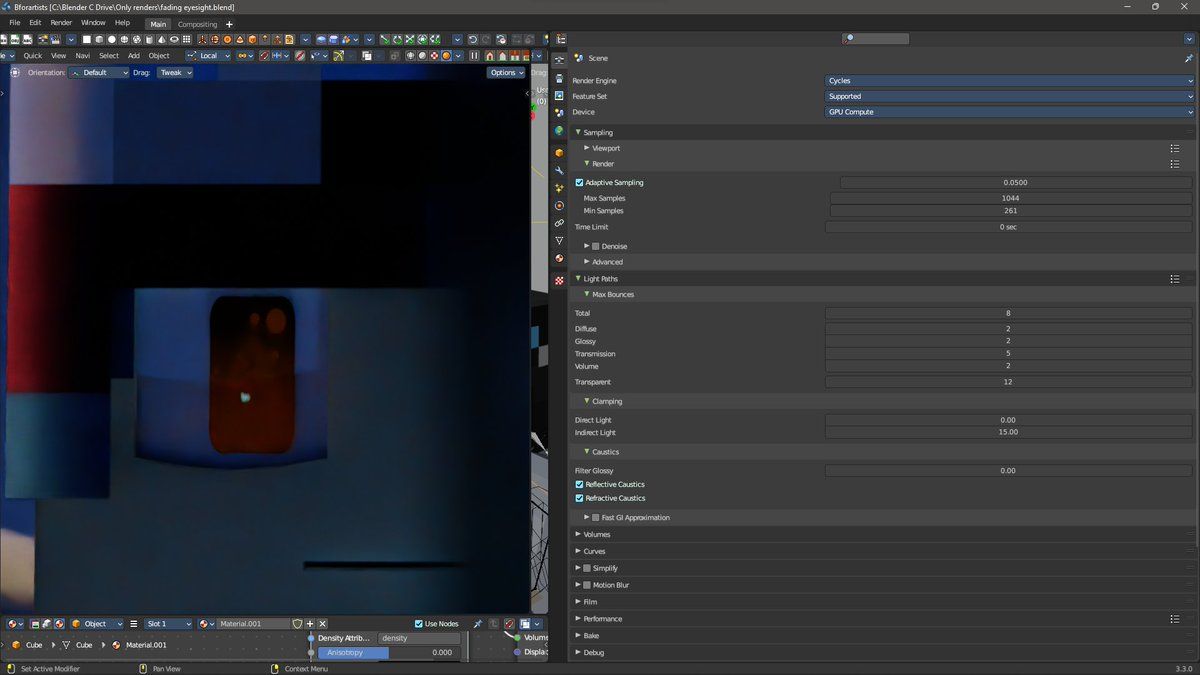 Bforartists [C:\Blender C Drive\Only renders\fading eyesight.blend]
File Edit Render Window Help Main Compositing +
Quick View Navi Select Add Object Local
Orientation: Default Drag: Tweak Options
Scene
Render Engine Cycles
Feature Set Supported
Device GPU Compute
Sampling
Viewport
Render
Adaptive Sampling 0.0500
Max Samples 1044
Min Samples 261
Time Limit 0 sec
Denoise
Advanced
Light Paths
Max Bounces
Total 8
Diffuse 2
Glossy 2
Transmission 5
Volume 2
Transparent 12
Clamping
Direct Light 0.00
Indirect Light 15.00
Caustics
Filter Glossy 0.00
Reflective Caustics
Refractive Caustics
Fast GI Approximation
Volumes
Curves
Simplify
Motion Blur
Film
Performance
Bake
Debug
Object Slot 1 Material.001 Use Nodes
Cube Cube Material.001
Density Attrib... density
Anisotropy 0.000
Volume
Displac
Set Active Modifier Pan View Context Menu 3.3.0